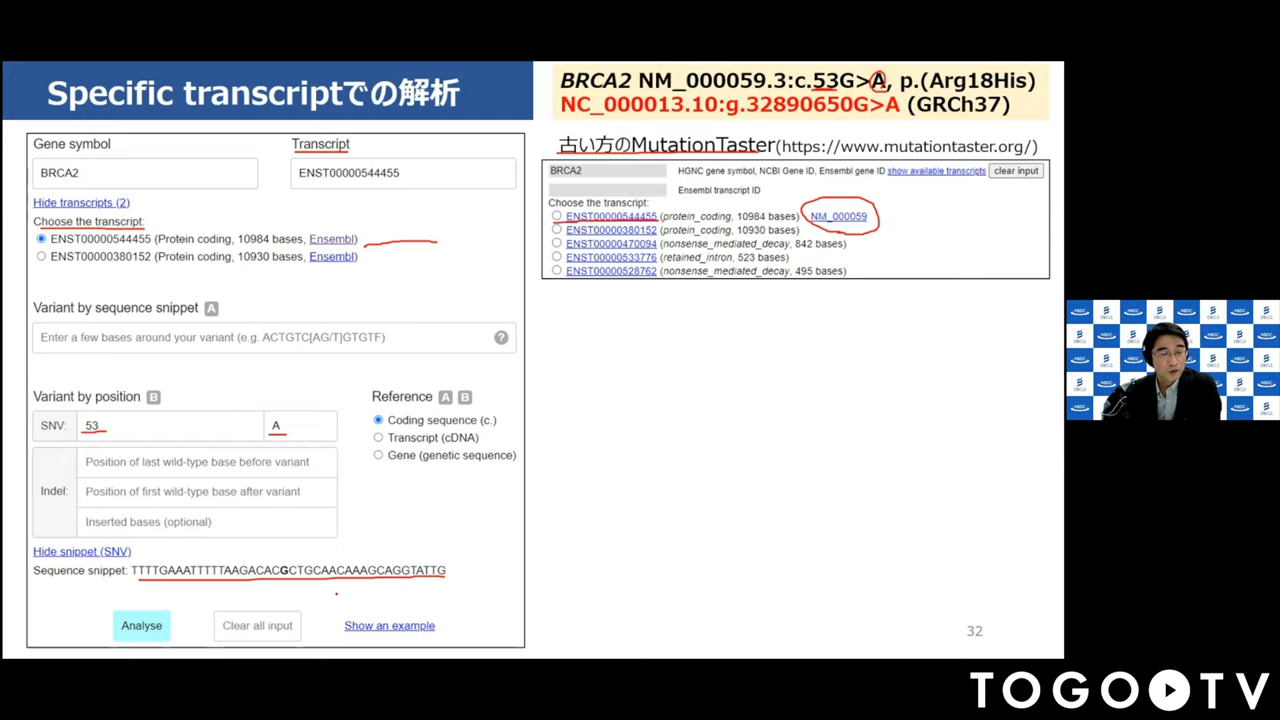 Specific transcriptでの解析
BRCA2 NM_000059.3:c.53G>A, p.(Arg18His)
NC_000013.10:g.32890650G>A (GRCh37)
Gene symbol
Transcript
BRCA2
ENST00000544455
Hide transcripts (2)
Choose the transcript:
ENST00000544455 (Protein coding, 10984 bases, Ensembl)
ENST00000380152 (Protein coding, 10930 bases, Ensembl)
Variant by sequence snippet A
Enter a few bases around your variant (e.g. ACTGTC[AG/T]GTGTF) ?
Variant by position B
SNV: 53 A
Indel:
Position of last wild-type base before variant
Position of first wild-type base after variant
Inserted bases (optional)
Reference A B
Coding sequence (c.)
Transcript (cDNA)
Gene (genetic sequence)
Hide snippet (SNV)
Sequence snippet: TTTTGAAATTTTTAAGACACGCTGCAACAAAGCAGGTATTG
Analyse
Clear all input
Show an example
古い方のMutationTaster(https://www.mutationtaster.org/)
BRCA2 HGNC gene symbol, NCBI Gene ID, Ensembl gene ID show available transcripts clear input
Ensembl transcript ID
Choose the transcript:
ENST00000544455 (protein_coding, 10984 bases) NM_000059
ENST00000380152 (protein_coding, 10930 bases)
ENST00000470094 (nonsense_mediated_decay, 842 bases)
ENST00000533776 (retained_intron, 523 bases)
ENST00000528762 (nonsense_mediated_decay, 495 bases)
32
TOGO TV